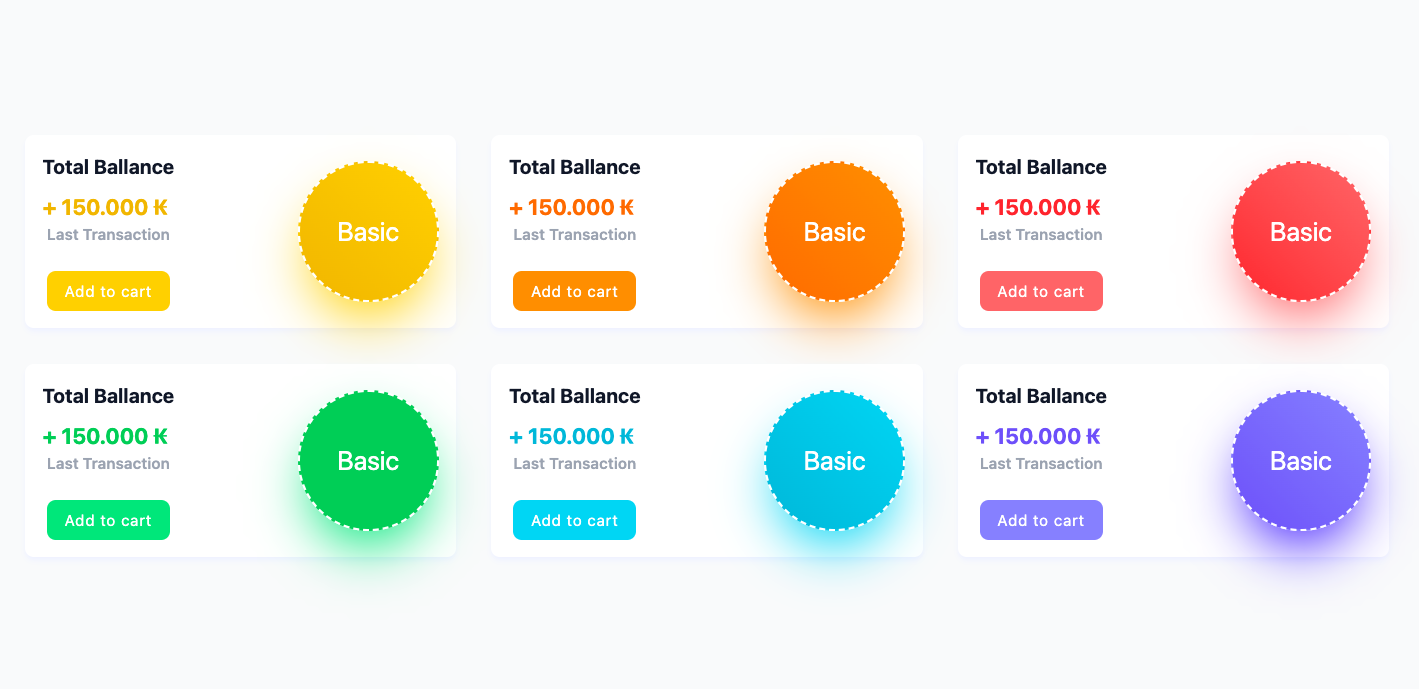 Total Ballance
+ 150.000 ₭
Last Transaction
Add to cart
Basic
Total Ballance
+ 150.000 ₭
Last Transaction
Add to cart
Basic
Total Ballance
+ 150.000 ₭
Last Transaction
Add to cart
Basic
Total Ballance
+ 150.000 ₭
Last Transaction
Add to cart
Basic
Total Ballance
+ 150.000 ₭
Last Transaction
Add to cart
Basic
Total Ballance
+ 150.000 ₭
Last Transaction
Add to cart
Basic